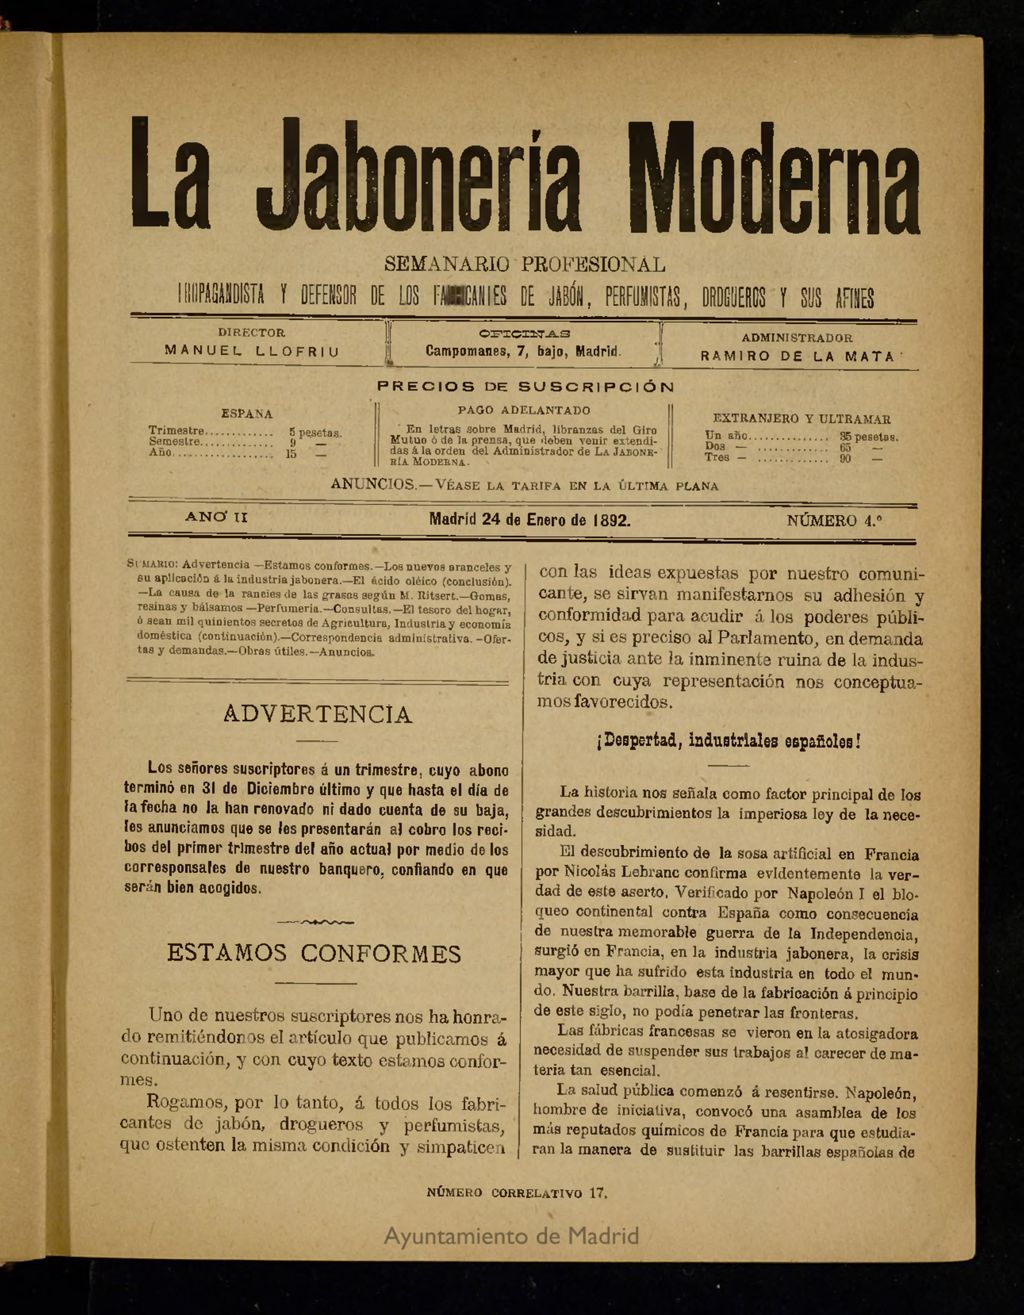 La Jabonería Moderna
SEMANARIO PROFESIONAL
PROPAGANDISTA Y DEFENSOR DE LOS FABRICANTES DE JABÓN, PERFUMISTAS, DROGUEROS Y SUS AFINES
DIRECTOR
MANUEL LLOFRIU
OFICINAS
Campomanes, 7, bajo, Madrid.
ADMINISTRADOR
RAMIRO DE LA MATA
PRECIOS DE SUSCRIPCIÓN
ESPAÑA
Trimestre............ 5 pesetas.
Semestre............ 9 —
Año................. 15 —
PAGO ADELANTADO
En letras sobre Madrid, libranzas del Giro
Mutuo ó de la prensa, que deben venir extendi-
das á la orden del Administrador de LA JABONE-
RÍA MODERNA.
EXTRANJERO Y ULTRAMAR
Un año.............. 35 pesetas.
Dos — .............. 65 —
Tres — ............. 90 —
ANUNCIOS.—VÉASE LA TARIFA EN LA ÚLTIMA PLANA
AÑO II
Madrid 24 de Enero de 1892.
NÚMERO 4.º
SUMARIO: Advertencia —Estamos conformes.—Los nuevos aranceles y
su aplicación á la industria jabonera.—El ácido oléico (conclusión).
—La causa de la rancies de las grasas según M. Ritsert.—Gomas,
resinas y bálsamos —Perfumería.—Consultas.—El tesoro del hogar,
ó sean mil quinientos secretos de Agricultura, Industria y economía
doméstica (continuación).—Correspondencia administrativa.—Ofer-
tas y demandas.—Obras útiles.—Anuncios.
ADVERTENCIA
Los señores suscriptores á un trimestre, cuyo abono
terminó en 31 de Diciembre último y que hasta el día de
la fecha no la han renovado ni dado cuenta de su baja,
les anunciamos que se les presentarán al cobro los reci-
bos del primer trimestre del año actual por medio de los
corresponsales de nuestro banquero, confiando en que
serán bien acogidos.
ESTAMOS CONFORMES
Uno de nuestros suscriptores nos ha honra-
do remitiéndonos el artículo que publicamos á
continuación, y con cuyo texto estamos confor-
mes.
Rogamos, por lo tanto, á todos los fabri-
cantes de jabón, drogueros y perfumistas,
que ostenten la misma condición y simpaticen
con las ideas expuestas por nuestro comuni-
cante, se sirvan manifestarnos su adhesión y
conformidad para acudir á los poderes públi-
cos, y si es preciso al Parlamento, en demanda
de justicia ante la inminente ruina de la indus-
tria con cuya representación nos conceptua-
mos favorecidos.
¡Despertad, industriales españoles!
La historia nos señala como factor principal de los
grandes descubrimientos la imperiosa ley de la nece-
sidad.
El descubrimiento de la sosa artificial en Francia
por Nicolás Lebranc confirma evidentemente la ver-
dad de este aserto. Verificado por Napoleón I el blo-
queo continental contra España como consecuencia
de nuestra memorable guerra de la Independencia,
surgió en Francia, en la industria jabonera, la crisis
mayor que ha sufrido esta industria en todo el mun-
do. Nuestra barrilla, base de la fabricación á principio
de este siglo, no podía penetrar las fronteras.
Las fábricas francesas se vieron en la atosigadora
necesidad de suspender sus trabajos al carecer de ma-
teria tan esencial.
La salud pública comenzó á resentirse. Napoleón,
hombre de iniciativa, convocó una asamblea de los
más reputados químicos de Francia para que estudia-
ran la manera de sustituir las barrillas españolas de
NÚMERO CORRELATIVO 17.
Ayuntamiento de Madrid